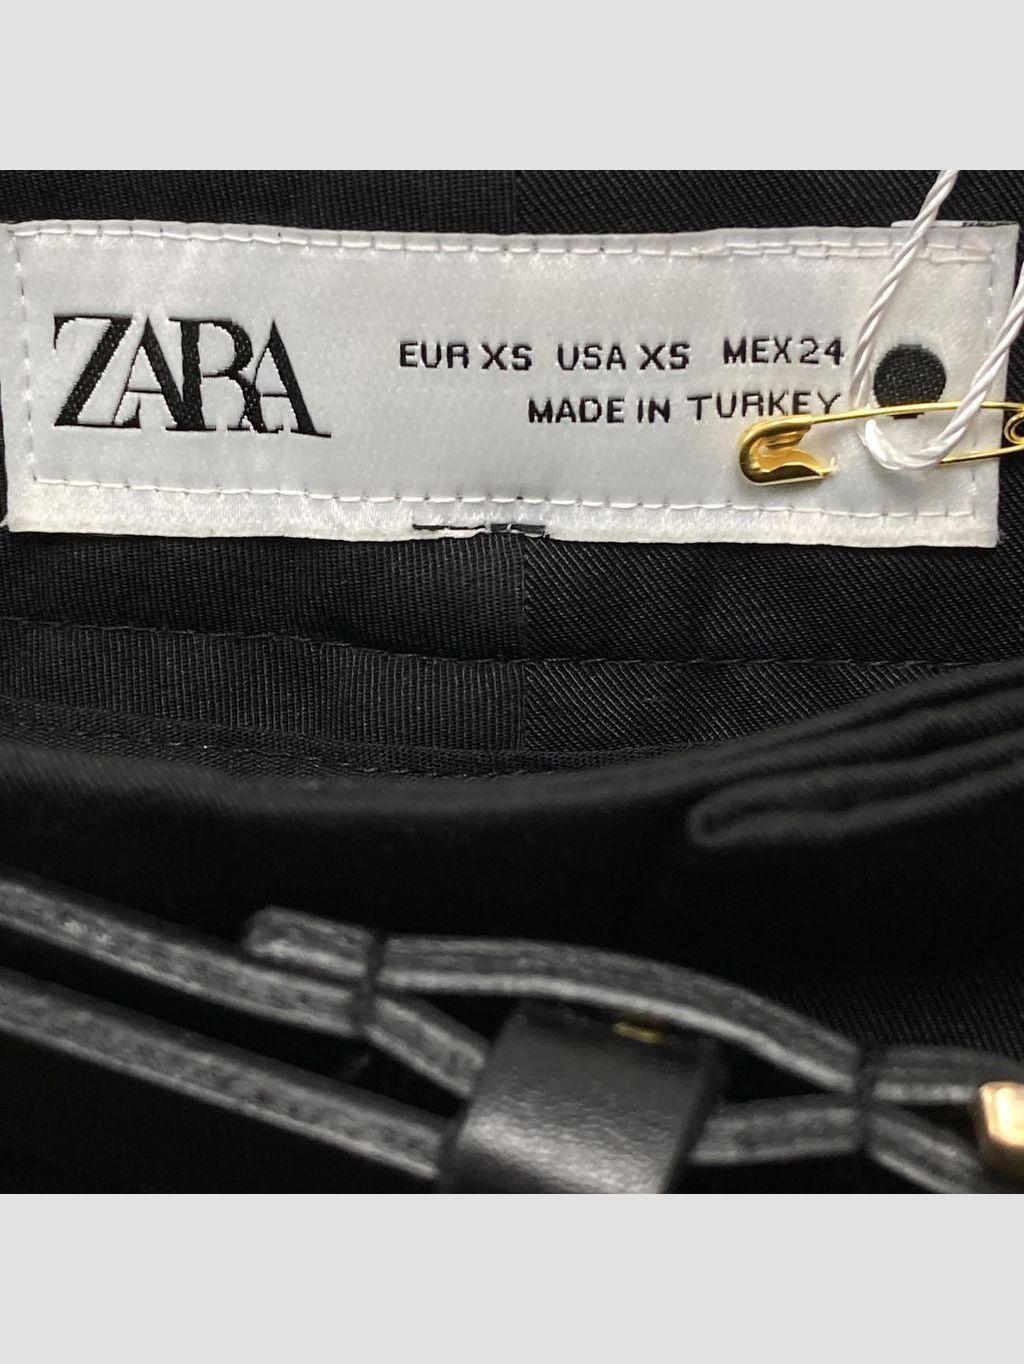 ZARA
EUR XS USA XS MEX 24
MADE IN TURKEY